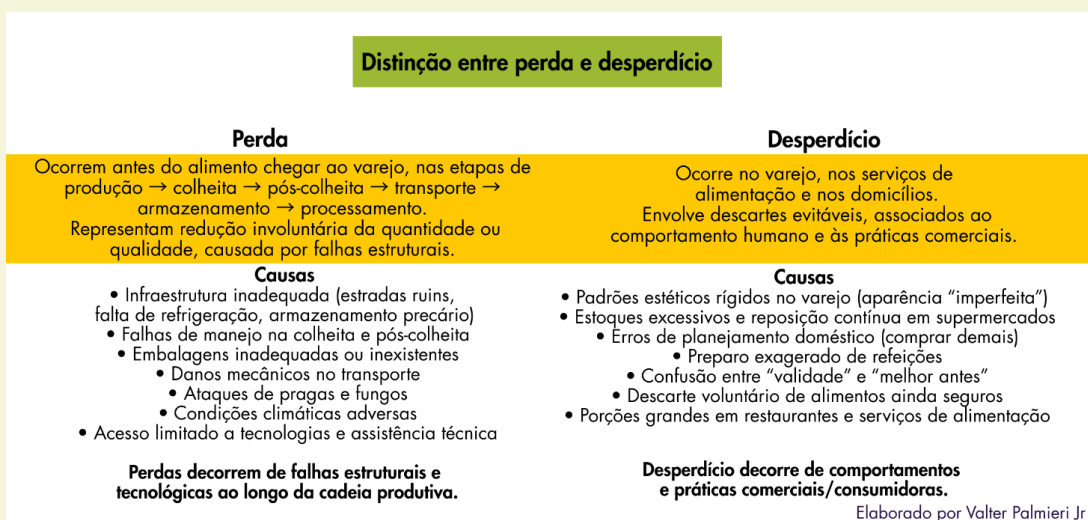 Distinção entre perda e desperdício
Perda
Ocorrem antes do alimento chegar ao varejo, nas etapas de
produção → colheita → pós-colheita → transporte →
armazenamento → processamento.
Representam redução involuntária da quantidade ou
qualidade, causada por falhas estruturais.
Causas
• Infraestrutura inadequada (estradas ruins,
falta de refrigeração, armazenamento precário)
• Falhas de manejo na colheita e pós-colheita
• Embalagens inadequadas ou inexistentes
• Danos mecânicos no transporte
• Ataques de pragas e fungos
• Condições climáticas adversas
• Acesso limitado a tecnologias e assistência técnica
Perdas decorrem de falhas estruturais e
tecnológicas ao longo da cadeia produtiva.
Desperdício
Ocorre no varejo, nos serviços de
alimentação e nos domicílios.
Envolve descartes evitáveis, associados ao
comportamento humano e às práticas comerciais.
Causas
• Padrões estéticos rígidos no varejo (aparência “imperfeita”)
• Estoques excessivos e reposição contínua em supermercados
• Erros de planejamento doméstico (comprar demais)
• Preparo exagerado de refeições
• Confusão entre “validade” e “melhor antes”
• Descarte voluntário de alimentos ainda seguros
• Porções grandes em restaurantes e serviços de alimentação
Desperdício decorre de comportamentos
e práticas comerciais/consumidoras.
Elaborado por Valter Palmieri Jr